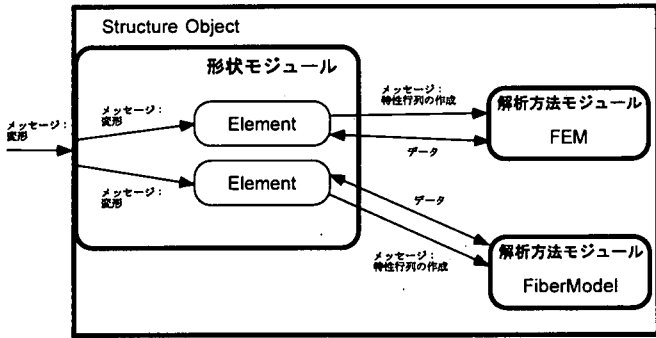 Structure Object
形状モジュール
メッセージ：
変形
メッセージ：
変形
Element
メッセージ：
特性行列の作成
解析方法モジュール
FEM
データ
Element
メッセージ：
変形
データ
メッセージ：
特性行列の作成
解析方法モジュール
FiberModel